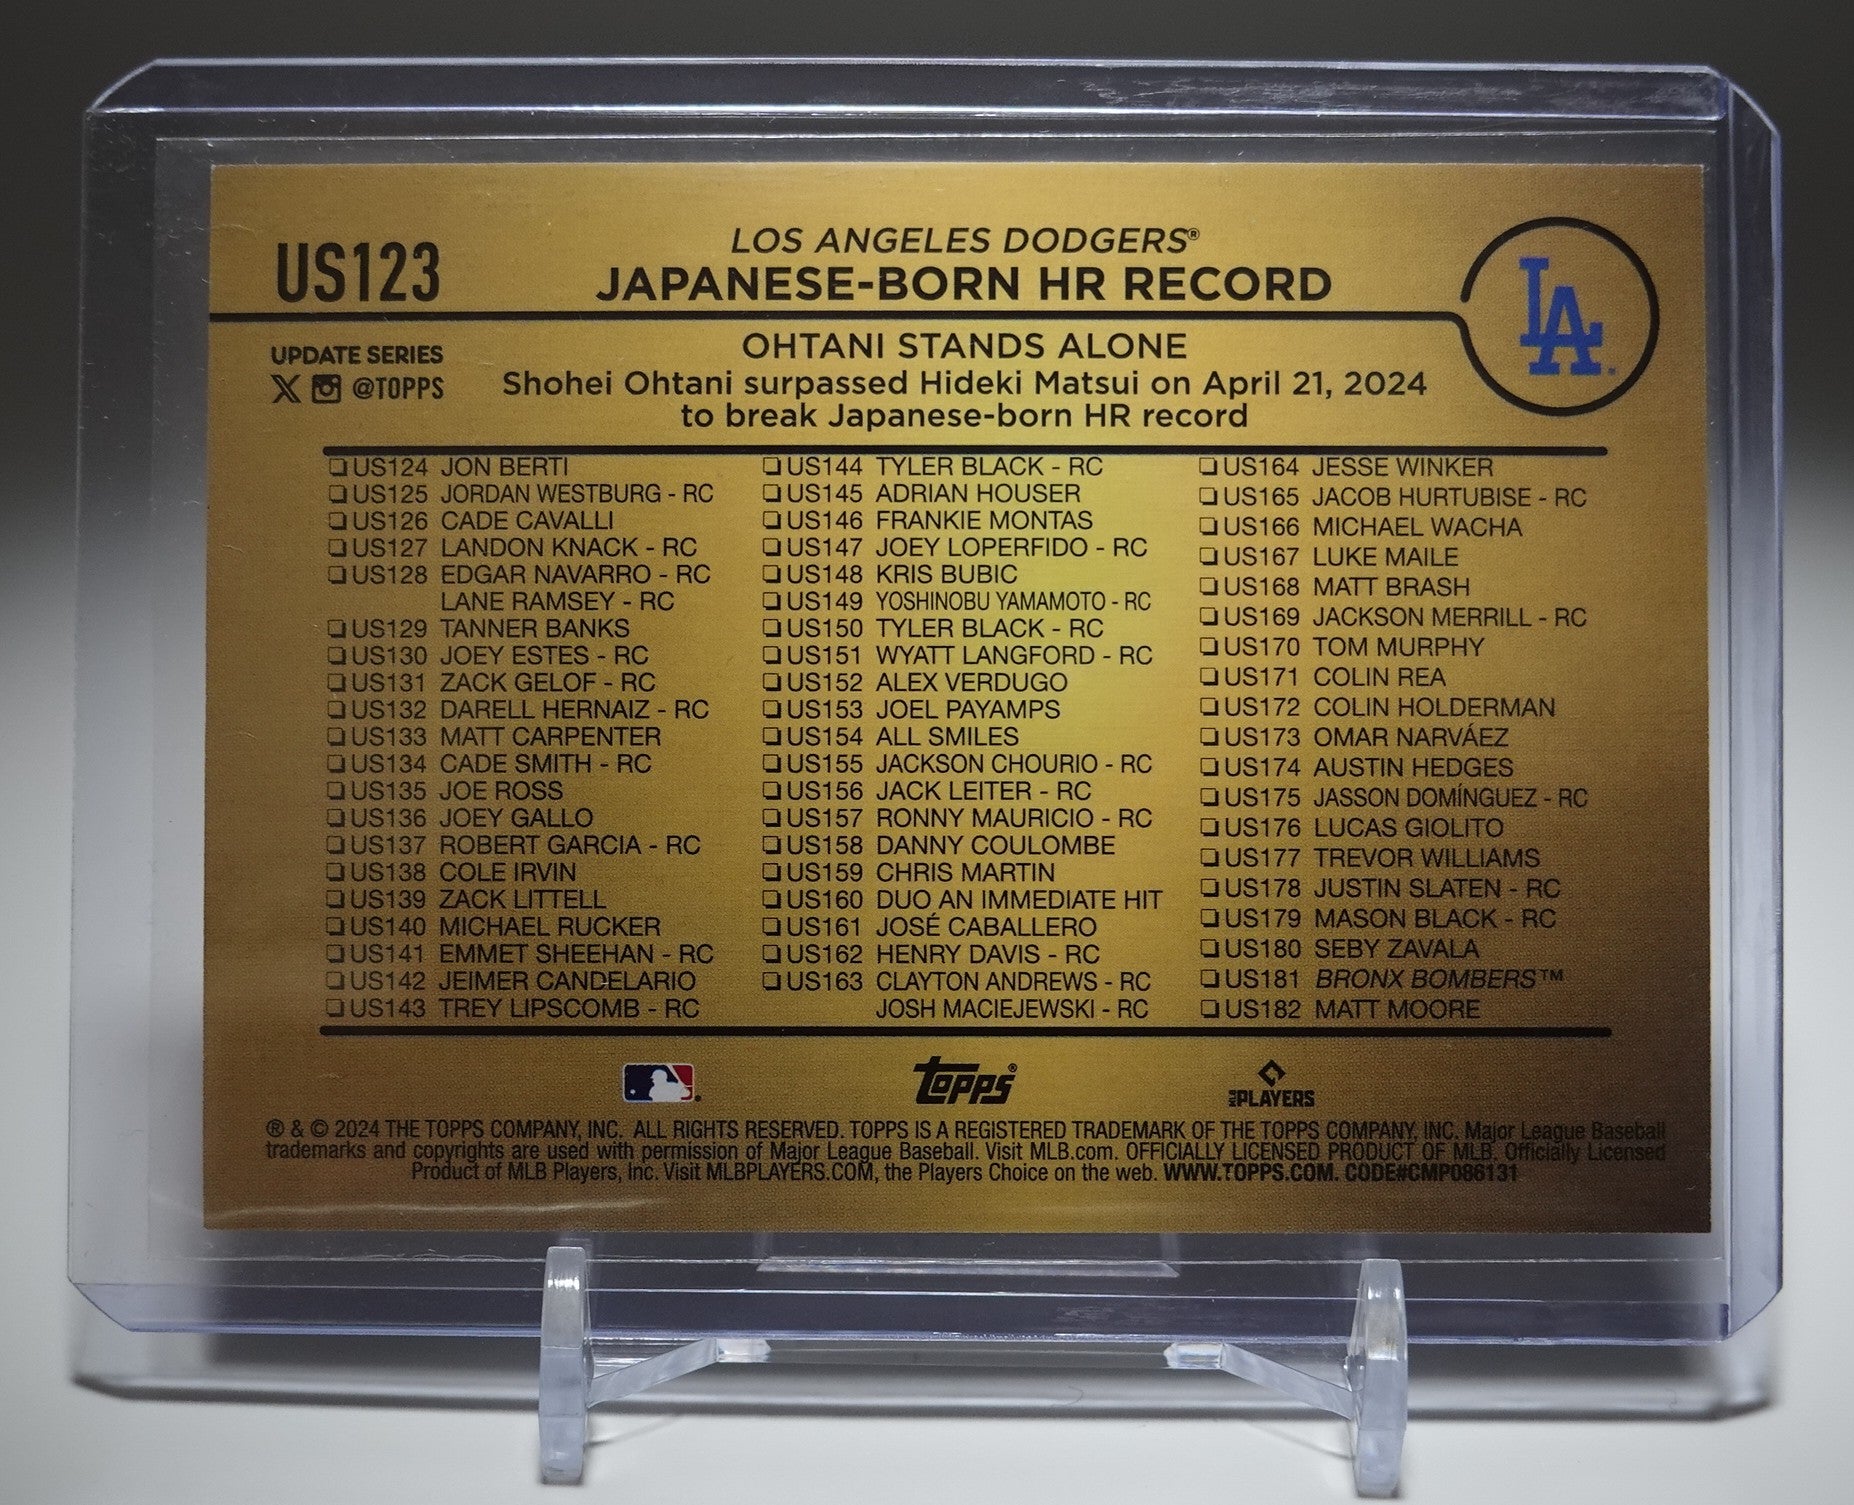 US123
LOS ANGELES DODGERS®
JAPANESE-BORN HR RECORD
LA
UPDATE SERIES
@TOPPS
OHTANI STANDS ALONE
Shohei Ohtani surpassed Hideki Matsui on April 21, 2024
to break Japanese-born HR record
US124 JON BERTI
US125 JORDAN WESTBURG - RC
US126 CADE CAVALLI
US127 LANDON KNACK - RC
US128 EDGAR NAVARRO - RC
LANE RAMSEY - RC
US129 TANNER BANKS
US130 JOEY ESTES - RC
US131 ZACK GELOF - RC
US132 DARELL HERNAIZ - RC
US133 MATT CARPENTER
US134 CADE SMITH - RC
US135 JOE ROSS
US136 JOEY GALLO
US137 ROBERT GARCIA - RC
US138 COLE IRVIN
US139 ZACK LITTELL
US140 MICHAEL RUCKER
US141 EMMET SHEEHAN - RC
US142 JEIMER CANDELARIO
US143 TREY LIPSCOMB - RC
US144 TYLER BLACK - RC
US145 ADRIAN HOUSER
US146 FRANKIE MONTAS
US147 JOEY LOPERFIDO - RC
US148 KRIS BUBIC
US149 YOSHINOBU YAMAMOTO - RC
US150 TYLER BLACK - RC
US151 WYATT LANGFORD - RC
US152 ALEX VERDUGO
US153 JOEL PAYAMPS
US154 ALL SMILES
US155 JACKSON CHOURIO - RC
US156 JACK LEITER - RC
US157 RONNY MAURICIO - RC
US158 DANNY COULOMBE
US159 CHRIS MARTIN
US160 DUO AN IMMEDIATE HIT
US161 JOSÉ CABALLERO
US162 HENRY DAVIS - RC
US163 CLAYTON ANDREWS - RC
JOSH MACIEJEWSKI - RC
US164 JESSE WINKER
US165 JACOB HURTUBISE - RC
US166 MICHAEL WACHA
US167 LUKE MAILE
US168 MATT BRASH
US169 JACKSON MERRILL - RC
US170 TOM MURPHY
US171 COLIN REA
US172 COLIN HOLDERMAN
US173 OMAR NARVÁEZ
US174 AUSTIN HEDGES
US175 JASSON DOMÍNGUEZ - RC
US176 LUCAS GIOLITO
US177 TREVOR WILLIAMS
US178 JUSTIN SLATEN - RC
US179 MASON BLACK - RC
US180 SEBY ZAVALA
US181 BRONX BOMBERS™
US182 MATT MOORE
topps®
MLB PLAYERS
® & © 2024 THE TOPPS COMPANY, INC. ALL RIGHTS RESERVED. TOPPS IS A REGISTERED TRADEMARK OF THE TOPPS COMPANY, INC. Major League Baseball
trademarks and copyrights are used with permission of Major League Baseball. Visit MLB.com. OFFICIALLY LICENSED PRODUCT OF MLB. Officially Licensed
Product of MLB Players, Inc. Visit MLBPLAYERS.COM, the Players Choice on the web. WWW.TOPPS.COM. CODE#CMP086131